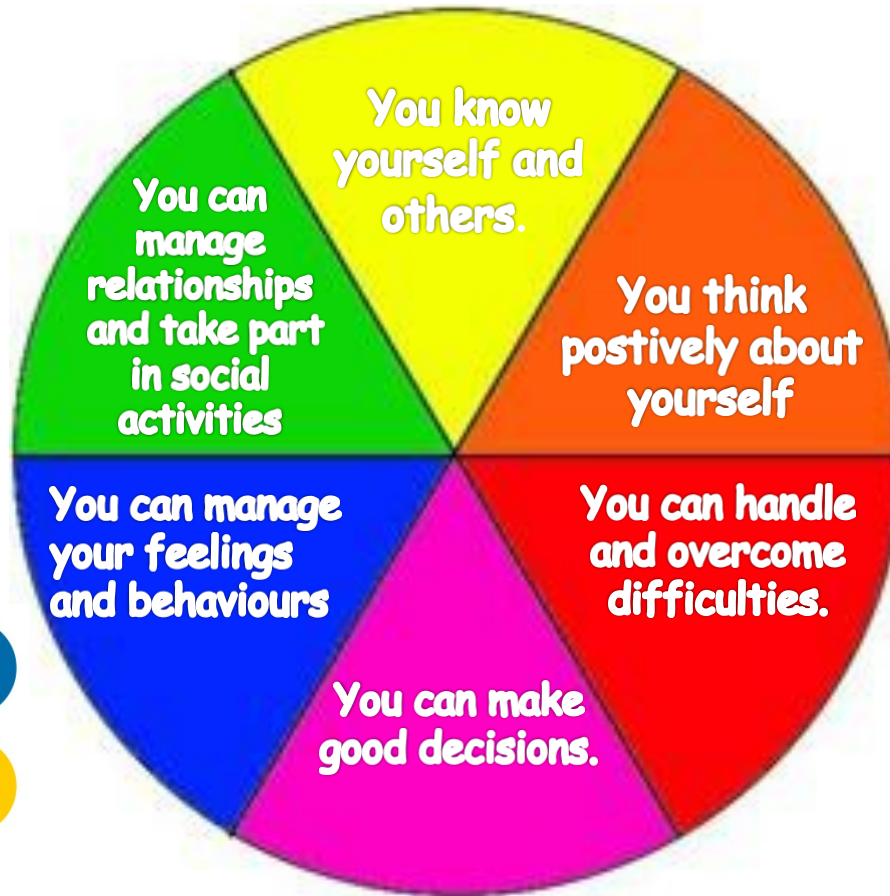 You know
yourself and
others.
You think
postively about
yourself
You can handle
and overcome
difficulties.
You can make
good decisions.
You can manage
your feelings
and behaviours
You can
manage
relationships
and take part
in social
activities